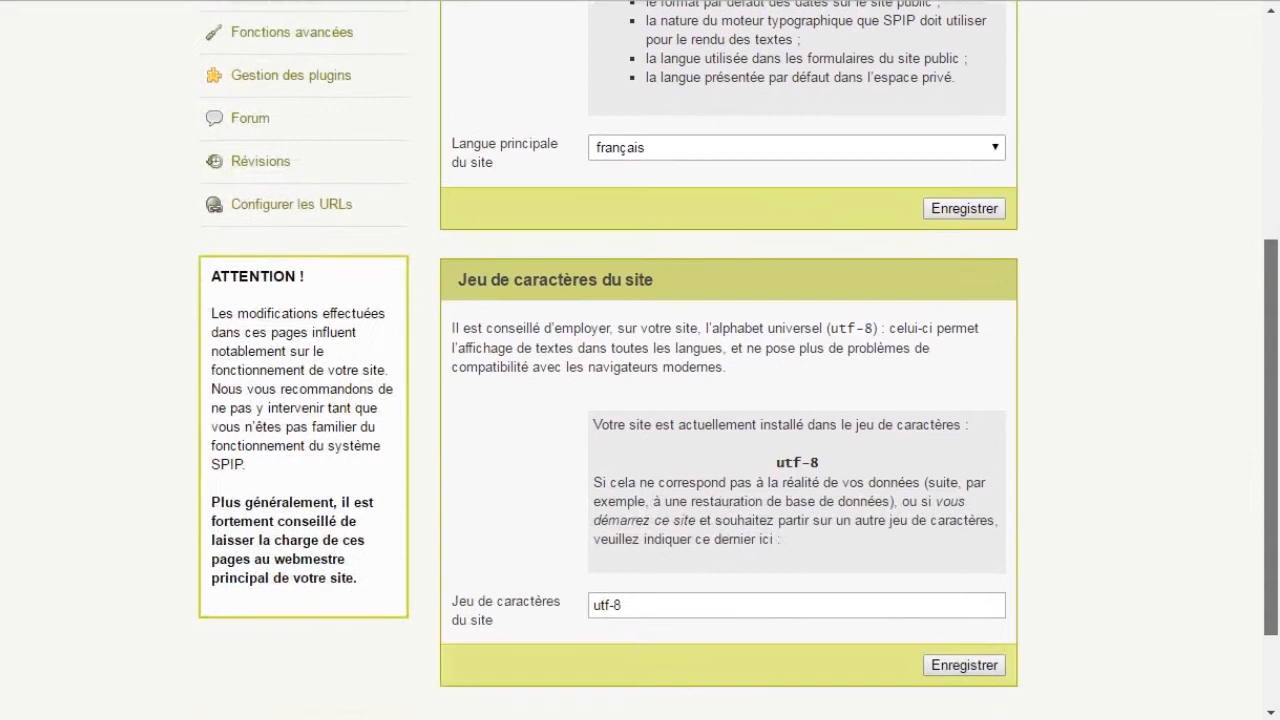 Fonctions avancées
Gestion des plugins
Forum
Révisions
Configurer les URLs
ATTENTION !
Les modifications effectuées
dans ces pages influent
notablement sur le
fonctionnement de votre site.
Nous vous recommandons de
ne pas y intervenir tant que
vous n'êtes pas familier du
fonctionnement du système
SPIP.
Plus généralement, il est
fortement conseillé de
laisser la charge de ces
pages au webmestre
principal de votre site.
le format par défaut des dates sur le site public ;
la nature du moteur typographique que SPIP doit utiliser
pour le rendu des textes ;
la langue utilisée dans les formulaires du site public ;
la langue présentée par défaut dans l'espace privé.
Langue principale
du site
français
Enregistrer
Jeu de caractères du site
Il est conseillé d'employer, sur votre site, l'alphabet universel (utf-8) : celui-ci permet
l'affichage de textes dans toutes les langues, et ne pose plus de problèmes de
compatibilité avec les navigateurs modernes.
Votre site est actuellement installé dans le jeu de caractères :
utf-8
Si cela ne correspond pas à la réalité de vos données (suite, par
exemple, à une restauration de base de données), ou si vous
démarrez ce site et souhaitez partir sur un autre jeu de caractères,
veuillez indiquer ce dernier ici :
Jeu de caractères
du site
utf-8
Enregistrer